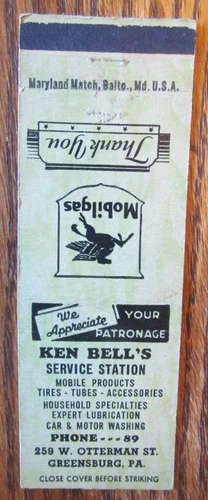 Maryland Match, Balto., Md. U.S.A.
Thank You
Mobilgas
We Appreciate YOUR PATRONAGE
KEN BELL'S
SERVICE STATION
MOBILE PRODUCTS
TIRES - TUBES - ACCESSORIES
HOUSEHOLD SPECIALTIES
EXPERT LUBRICATION
CAR & MOTOR WASHING
PHONE---89
259 W. OTTERMAN ST.
GREENSBURG, PA.
CLOSE COVER BEFORE STRIKING